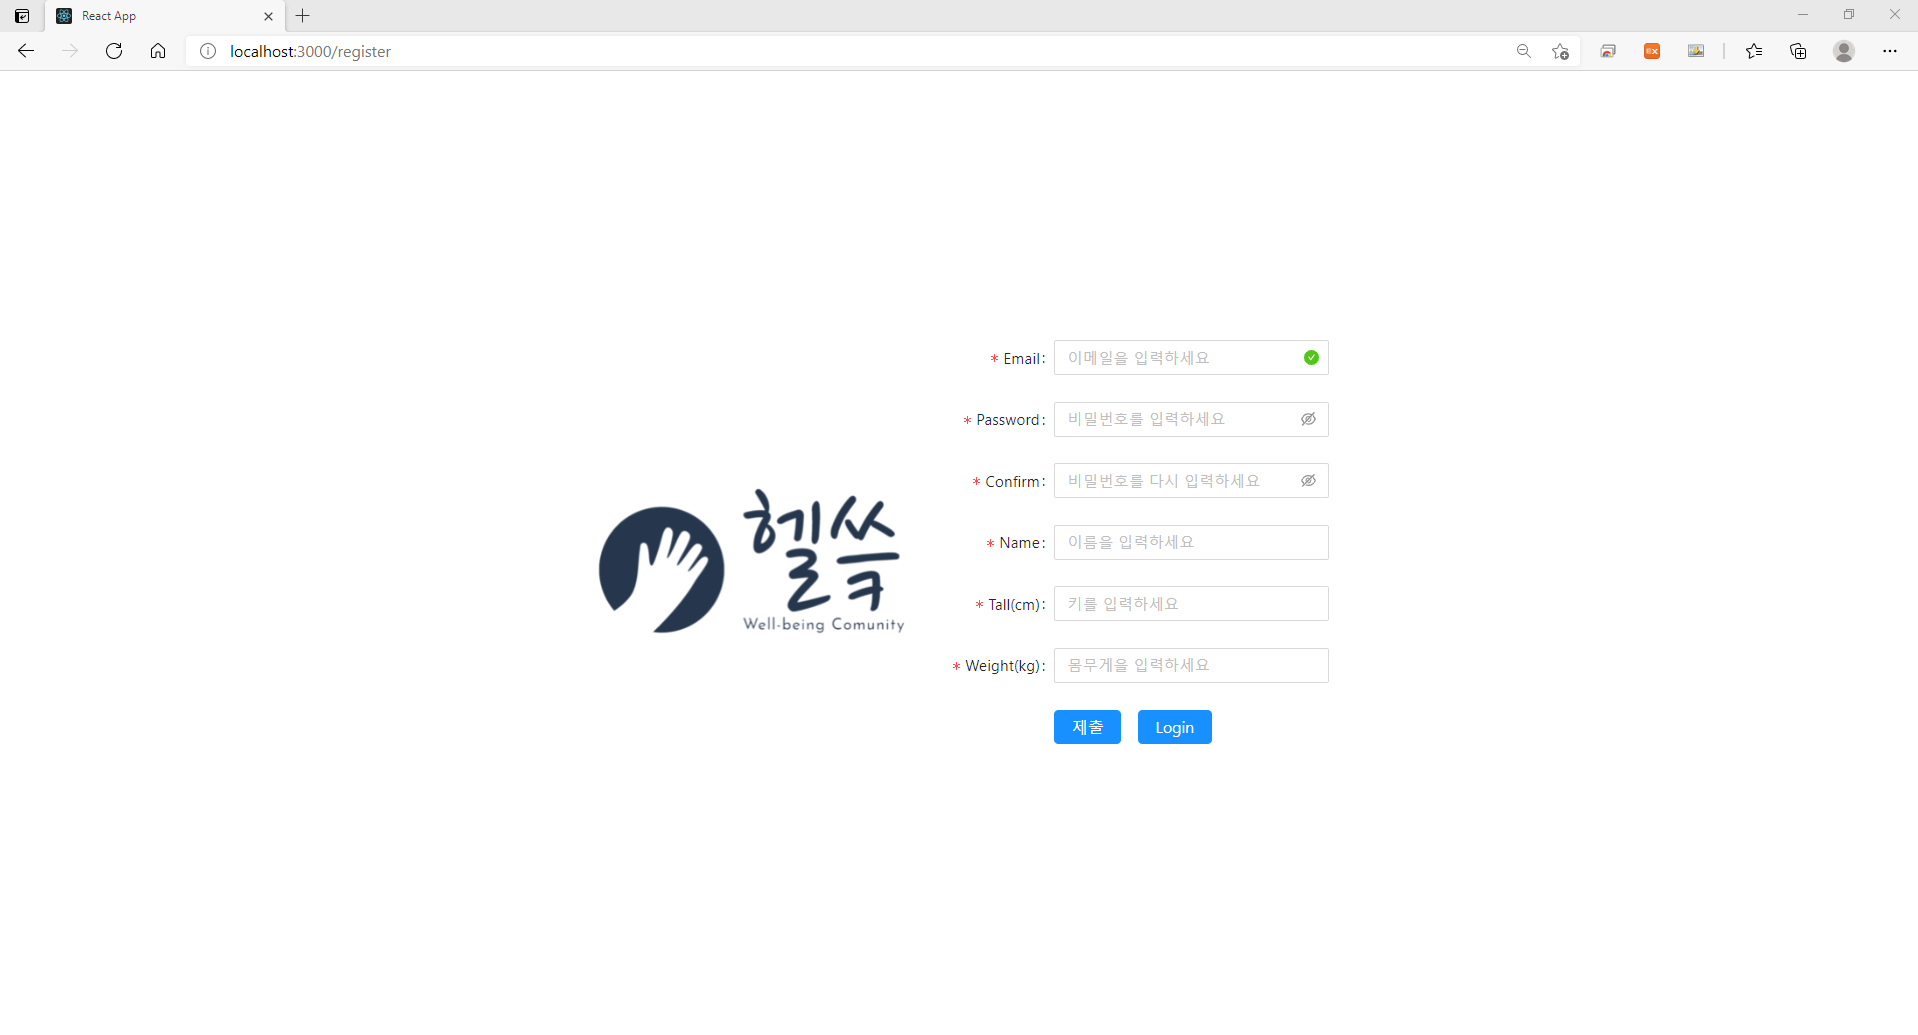 React App
localhost:3000/register
EX
* Email:
이메일을 입력하세요
* Password:
비밀번호를 입력하세요
* Confirm:
비밀번호를 다시 입력하세요
* Name:
이름을 입력하세요
* Tall(cm):
키를 입력하세요
* Weight(kg):
몸무게을 입력하세요
제출
Login
헬쓱
Well-being Comunity